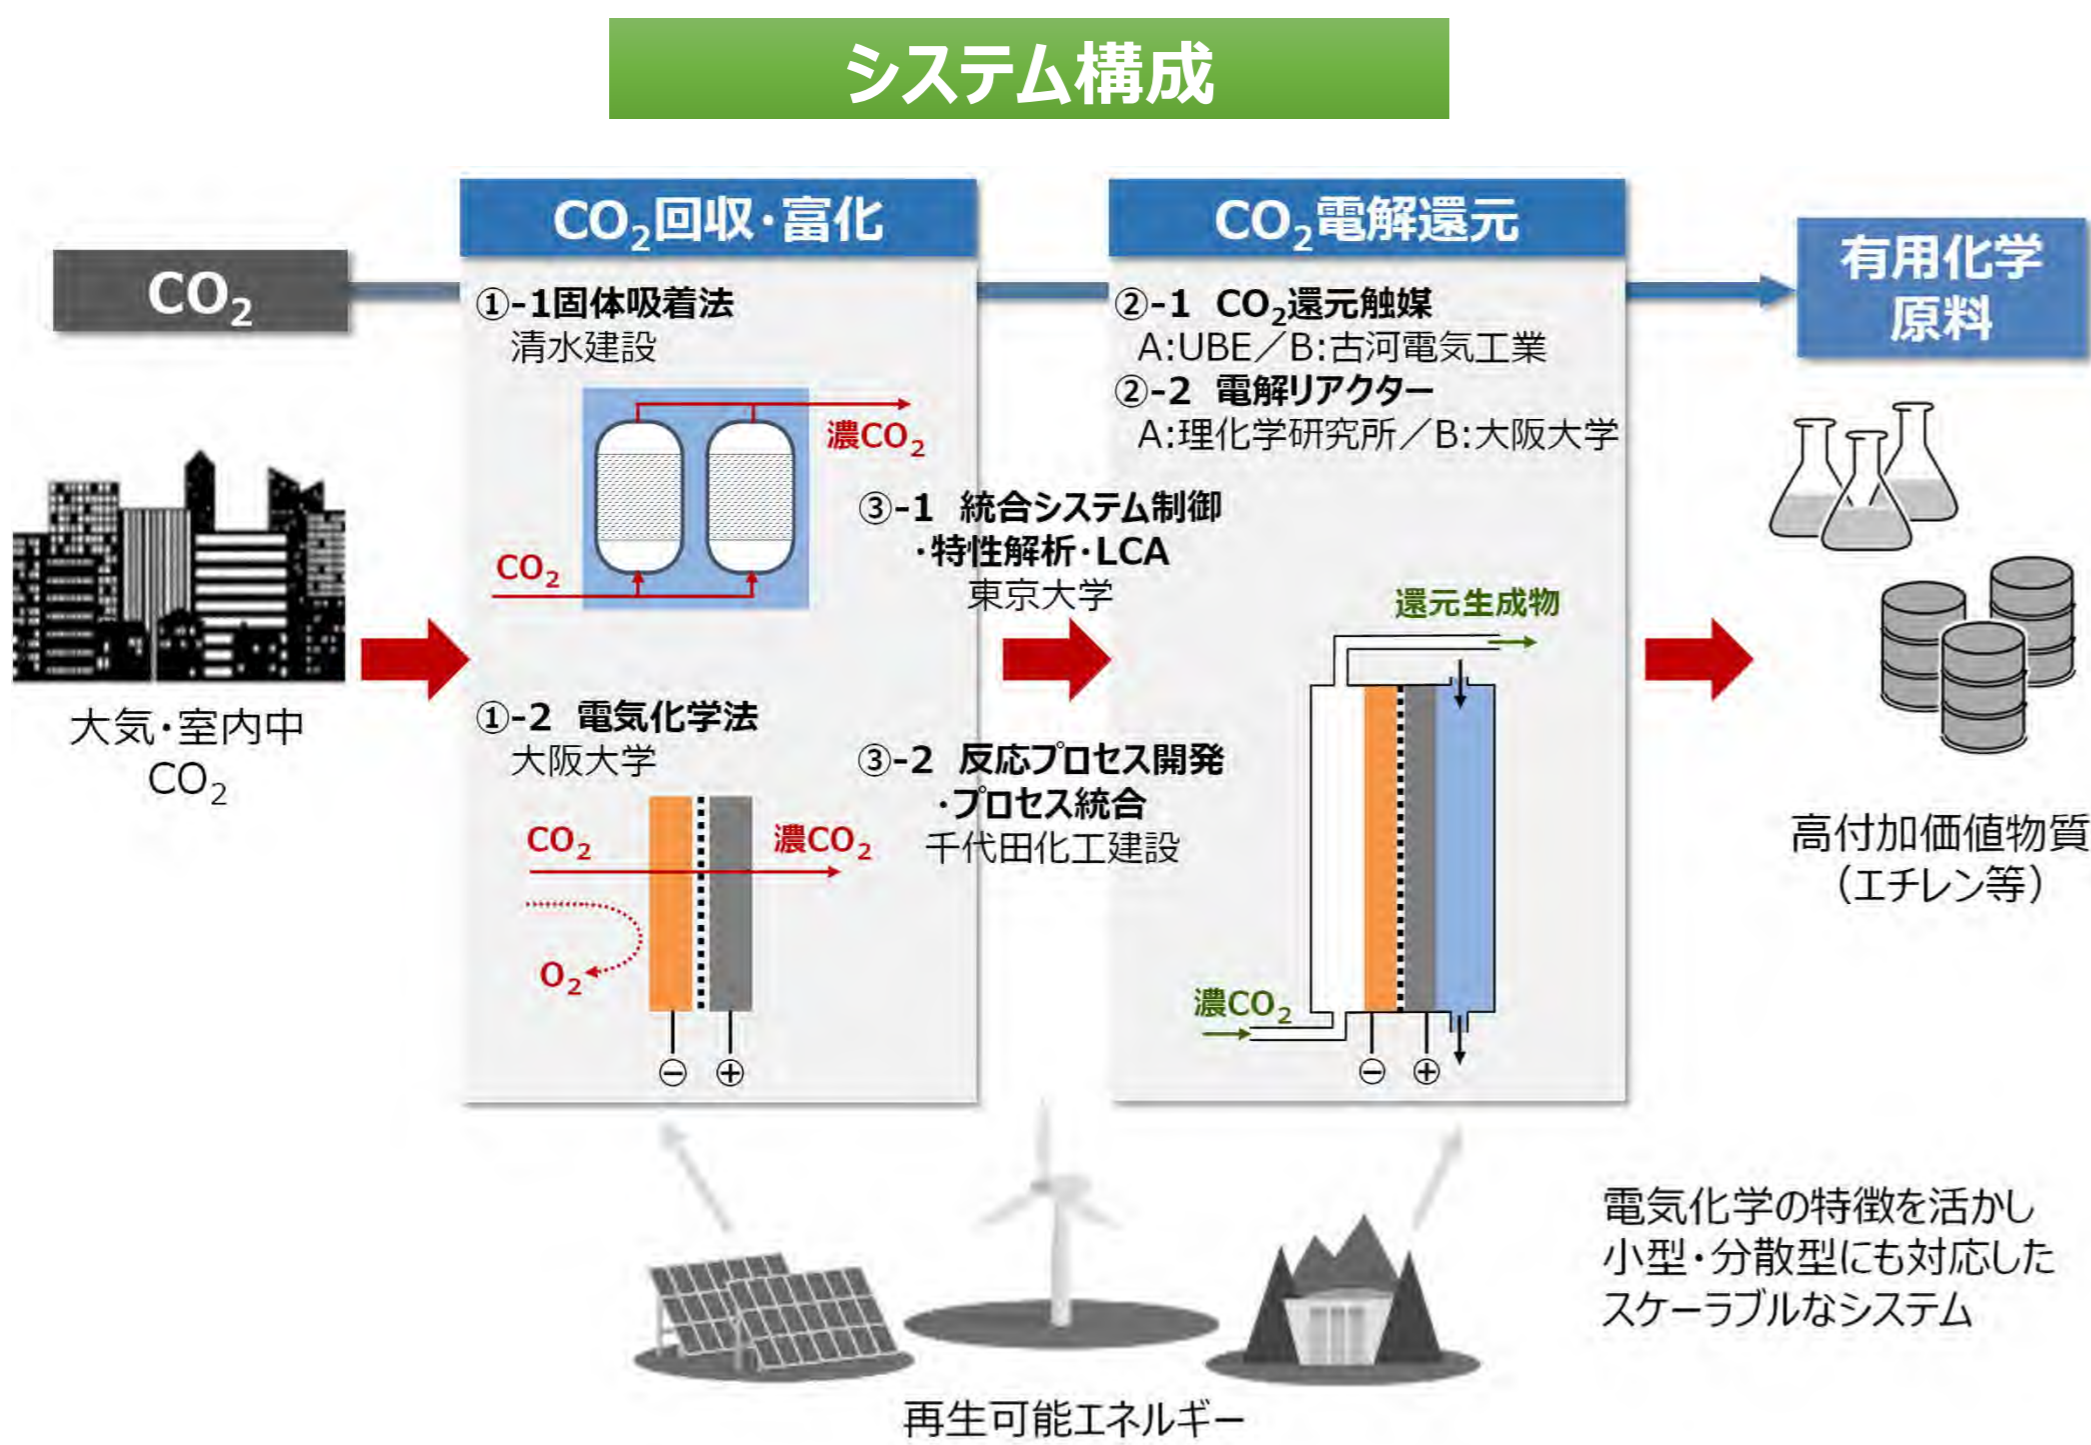 システム構成
CO2
CO2回収・富化
①-1固体吸着法
清水建設
濃CO2
CO2
①-2 電気化学法
大阪大学
CO2
濃CO2
O2
⊖ ⊕
③-1 統合システム制御
・特性解析・LCA
東京大学
③-2 反応プロセス開発
・プロセス統合
千代田化工建設
CO2電解還元
②-1 CO2還元触媒
A:UBE／B:古河電気工業
②-2 電解リアクター
A:理化学研究所／B:大阪大学
還元生成物
濃CO2
⊖ ⊕
有用化学
原料
大気・室内中
CO2
高付加価値物質
（エチレン等）
再生可能エネルギー
電気化学の特徴を活かし
小型・分散型にも対応した
スケーラブルなシステム